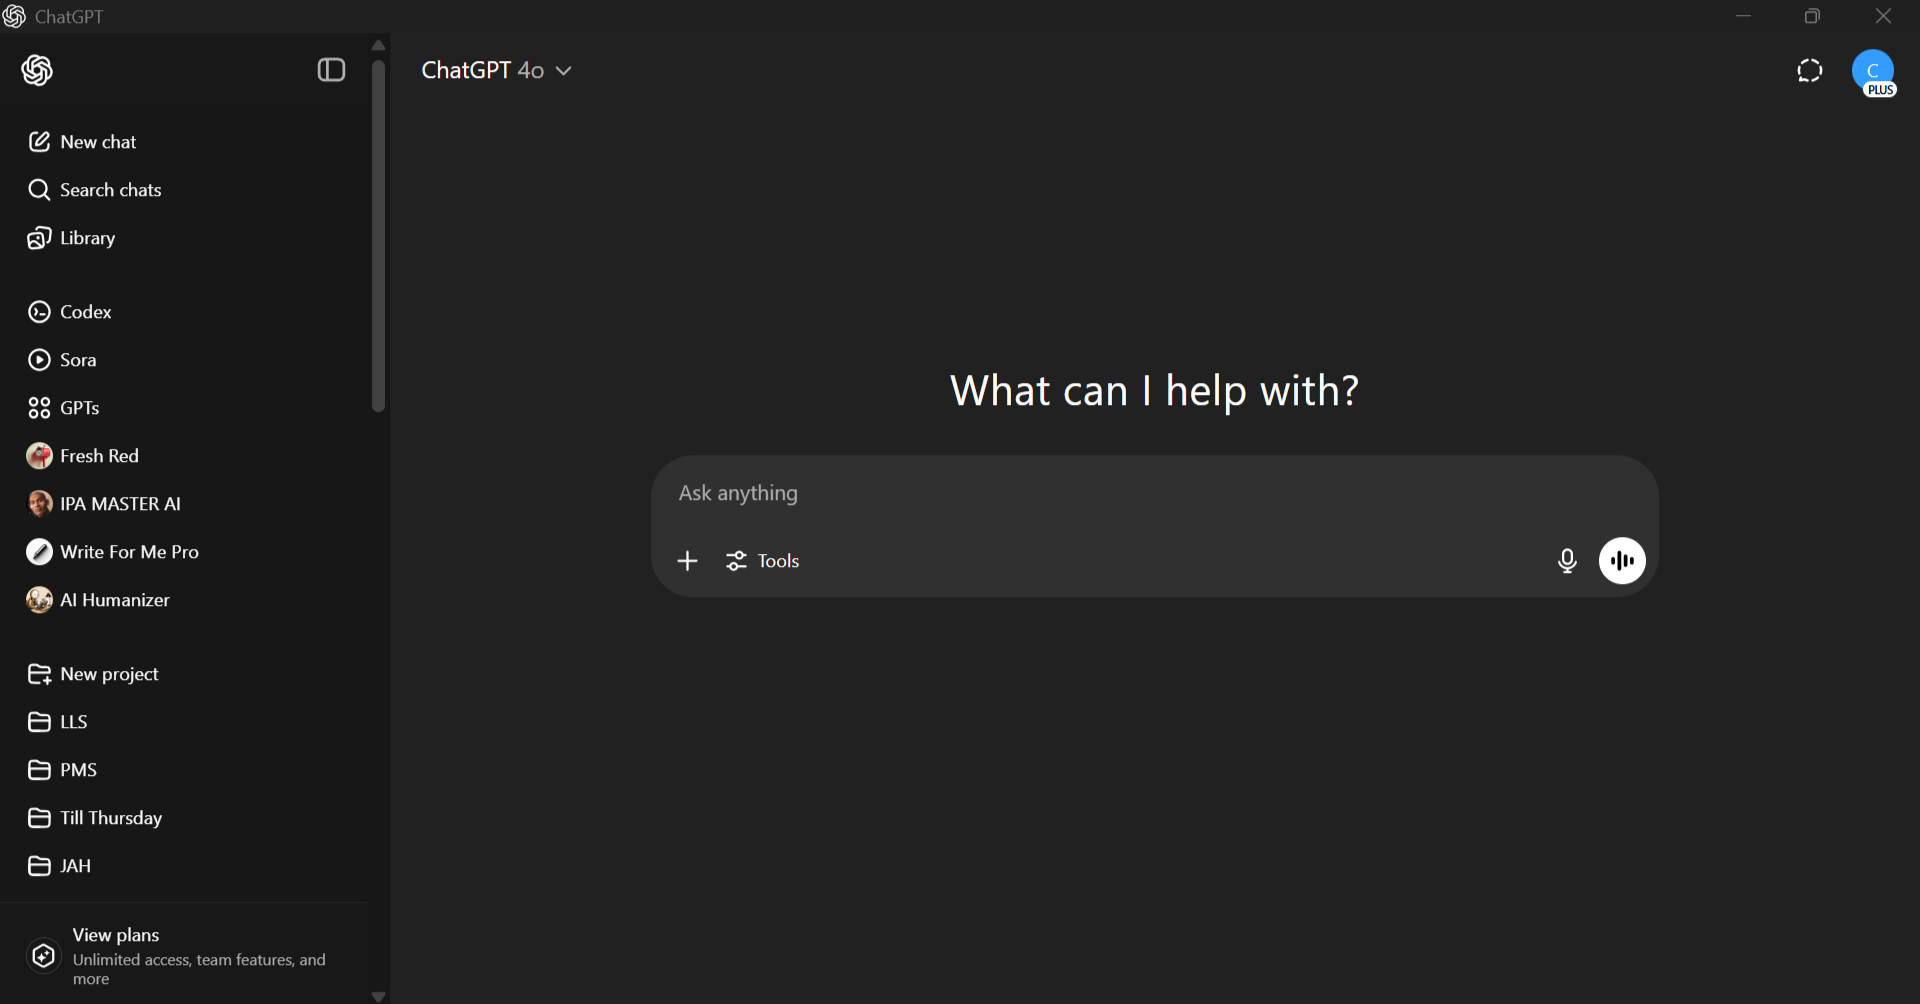 ChatGPT
ChatGPT 4o
C
PLUS
New chat
Search chats
Library
Codex
Sora
GPTs
Fresh Red
IPA MASTER AI
Write For Me Pro
AI Humanizer
New project
LLS
PMS
Till Thursday
JAH
View plans
Unlimited access, team features, and
more
What can I help with?
Ask anything
Tools